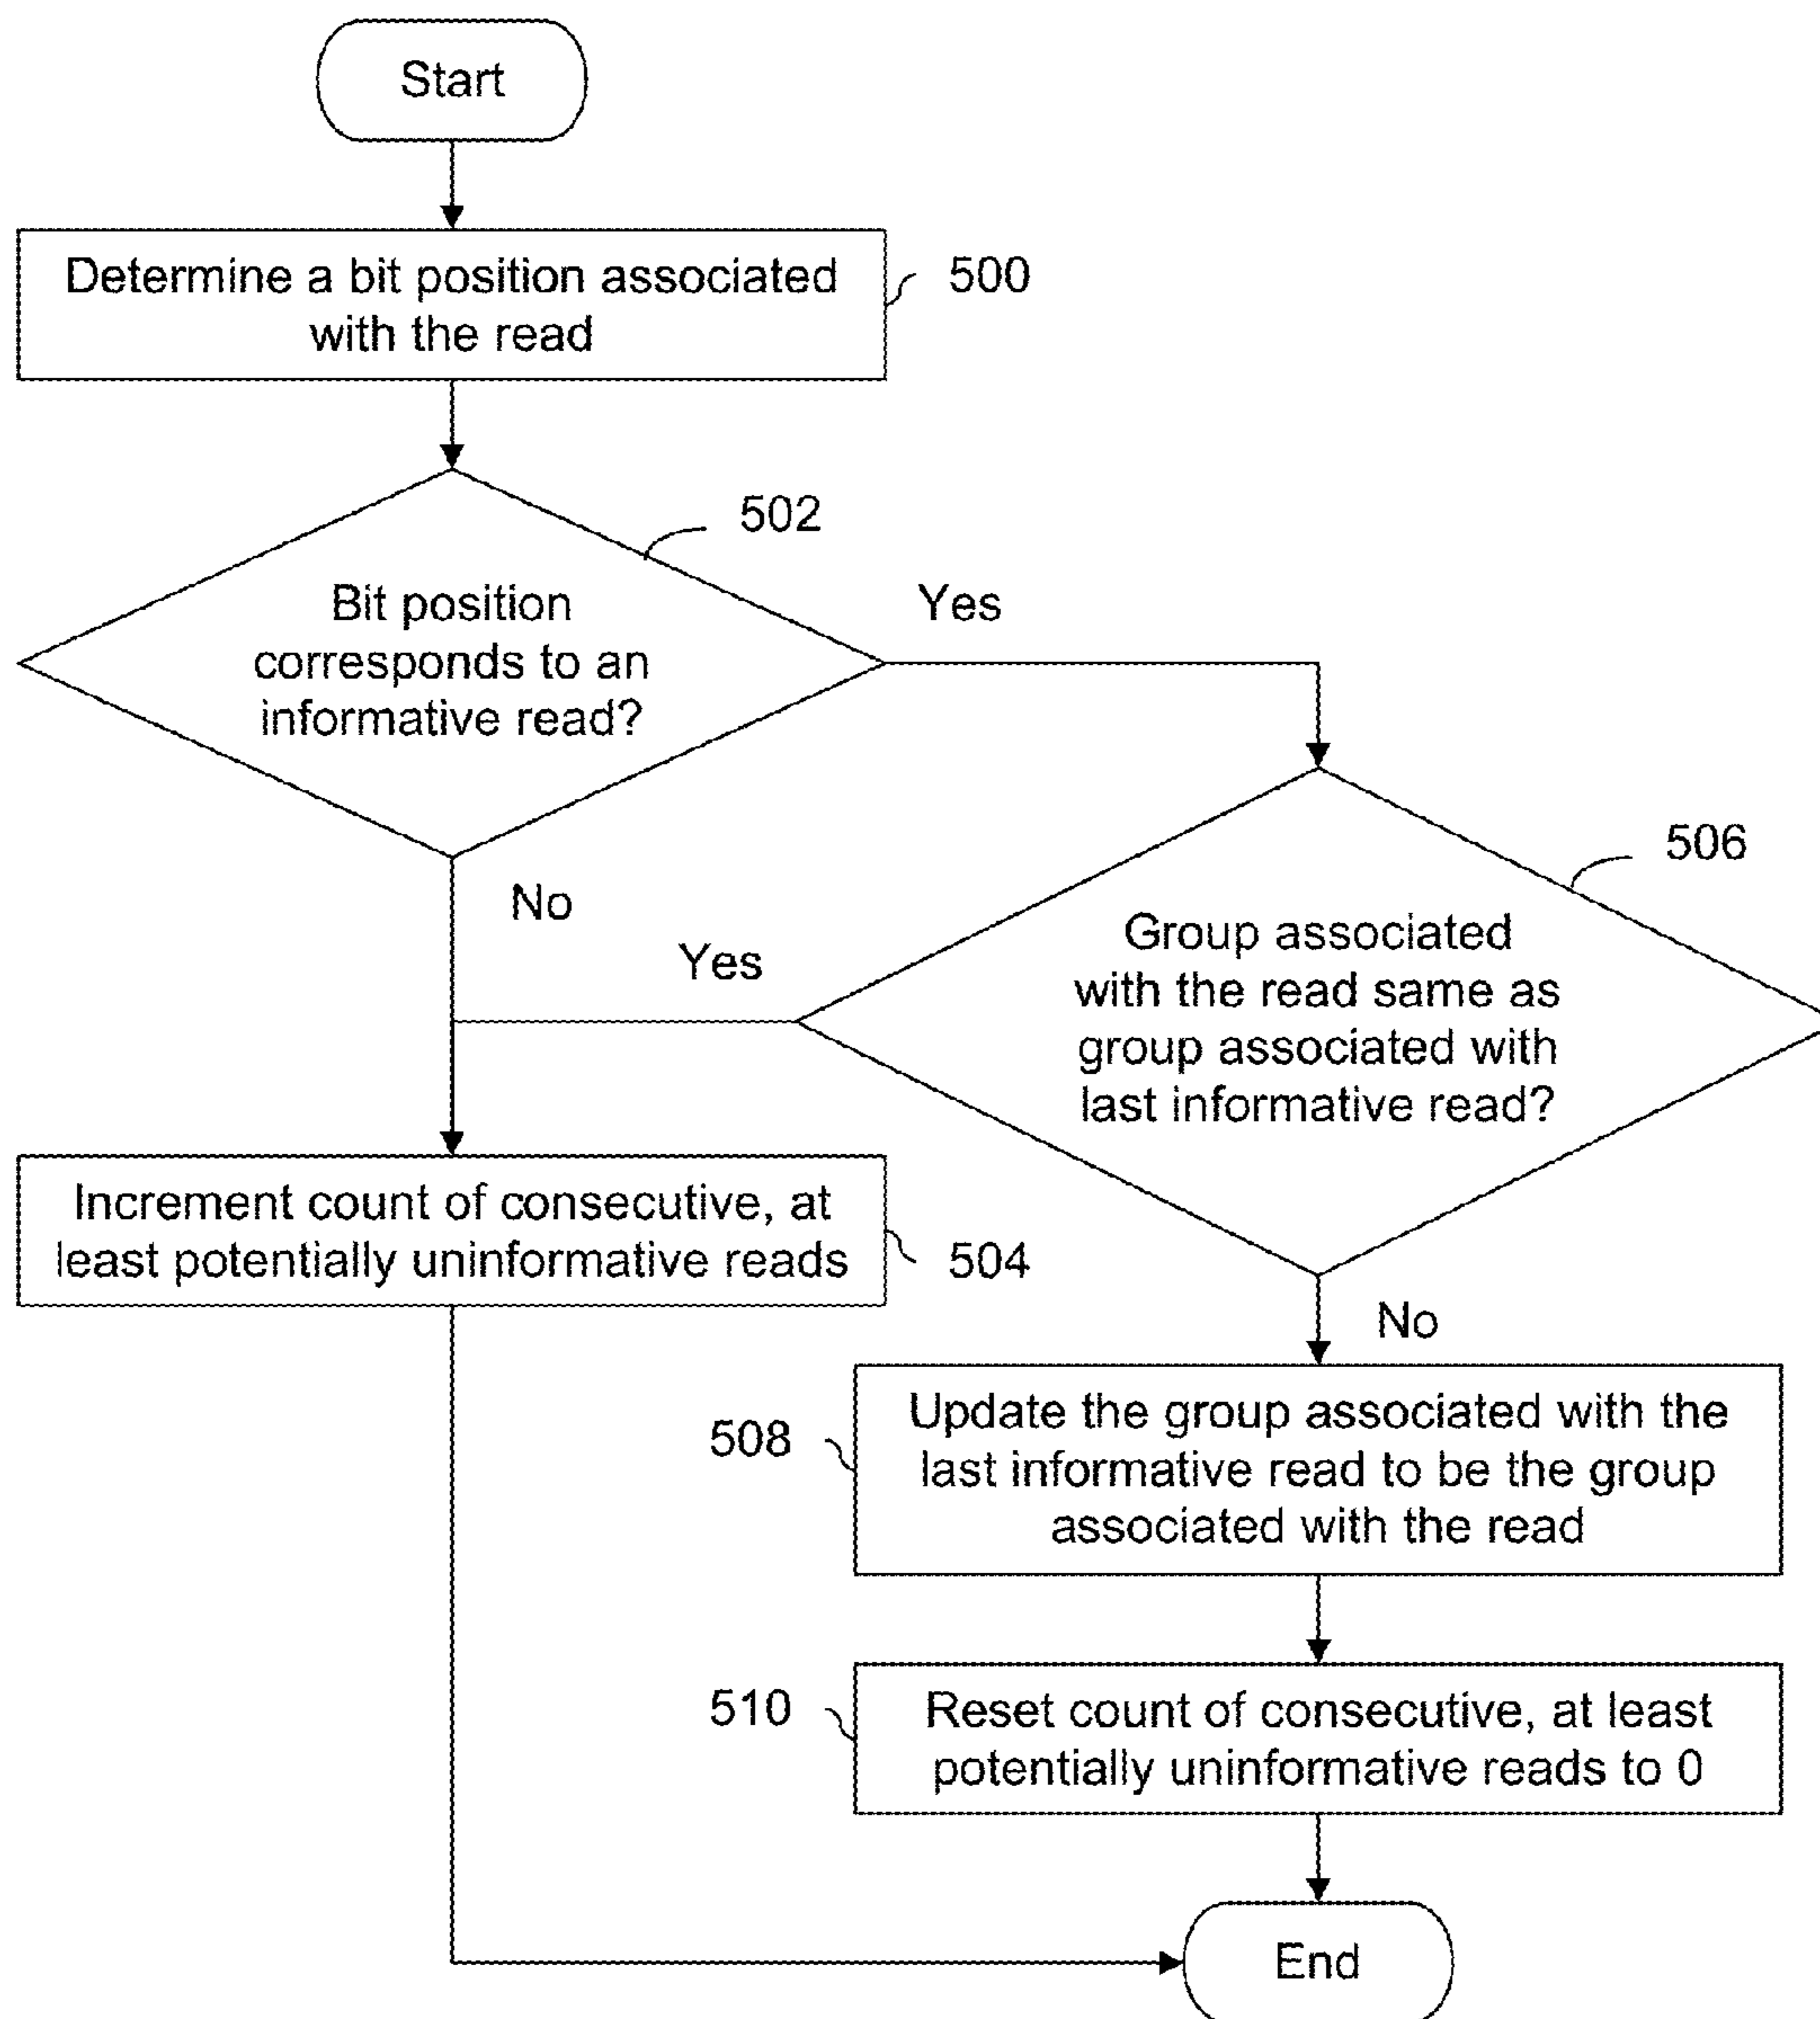 Start
Determine a bit position associated
with the read
500
502
Bit position
corresponds to an
informative read?
Yes
506
No
Yes
Group associated
with the read same as
group associated with
last informative read?
Increment count of consecutive, at
least potentially uninformative reads
504
No
508
Update the group associated with the
last informative read to be the group
associated with the read
510
Reset count of consecutive, at least
potentially uninformative reads to 0
End